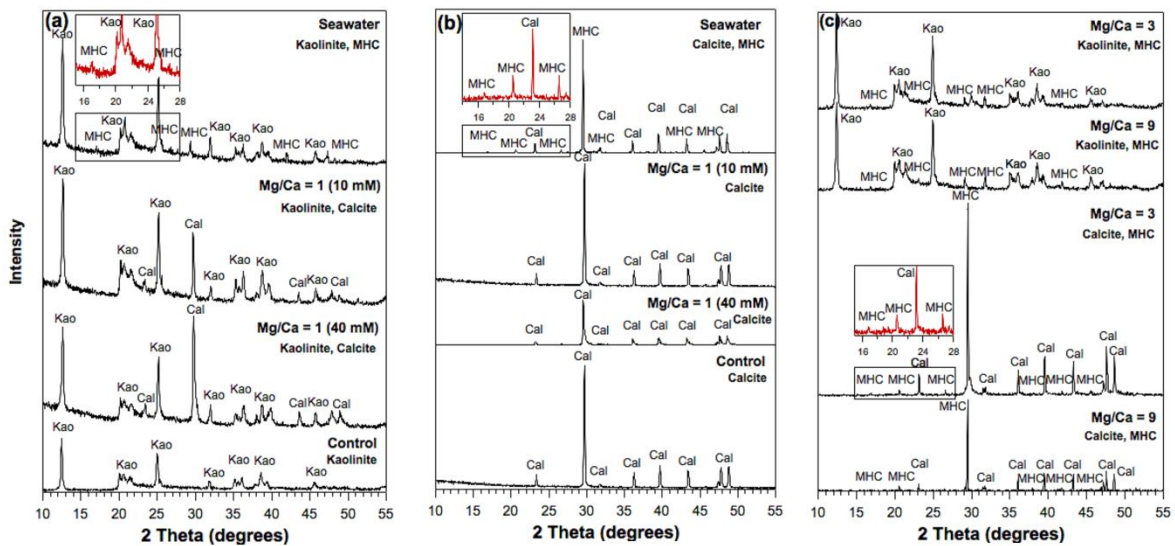 (a)
Seawater
Kaolinite, MHC
Kao
Kao
Kao
Kao
MHC
MHC
16 20 24 28
Kao
MHC
MHC
MHC
Kao
Kao
Kao
MHC
Kao
MHC
Mg/Ca = 1 (10 mM)
Kaolinite, Calcite
Kao
Kao
Kao
Cal
Cal
Kao
Kao
Kao
Cal
Kao
Cal
Mg/Ca = 1 (40 mM)
Kaolinite, Calcite
Kao
Kao
Cal
Kao
Cal
Kao
Kao
Kao
Cal
Kao
Cal
Control
Kaolinite
Kao
Kao
Kao
Kao
Kao
Kao
Kao
Intensity
10 15 20 25 30 35 40 45 50 55
2 Theta (degrees)
(b)
Seawater
Calcite, MHC
Cal
MHC
MHC
MHC
MHC
16 20 24 28
MHC
Cal
MHC
MHC
MHC
Cal
Cal
Cal
MHC
MHC
Cal
Mg/Ca = 1 (10 mM)
Calcite
Cal
Cal
Cal
Cal
Cal
Cal
Cal
Cal
Mg/Ca = 1 (40 mM)
Calcite
Cal
Cal
Cal
Cal
Cal
Cal
Cal
Cal
Control
Calcite
Cal
Cal
Cal
Cal
Cal
Cal
Cal
Cal
10 15 20 25 30 35 40 45 50 55
2 Theta (degrees)
(c)
Mg/Ca = 3
Kaolinite, MHC
Kao
Kao
Kao
MHC
MHC
MHC
MHC
Kao
Kao
MHC
Kao
Mg/Ca = 9
Kaolinite, MHC
Kao
Kao
Kao
MHC
MHC
MHC
MHC
Kao
Kao
MHC
Kao
Mg/Ca = 3
Calcite, MHC
MHC
Cal
MHC
MHC
MHC
16 20 24 28
Cal
MHC
MHC
MHC
Cal
Cal
MHC
Cal
MHC
Cal
MHC
Cal
Cal
Mg/Ca = 9
Calcite, MHC
MHC
MHC
MHC
Cal
Cal
Cal
MHC
Cal
MHC
Cal
MHC
Cal
Cal
10 15 20 25 30 35 40 45 50 55
2 Theta (degrees)